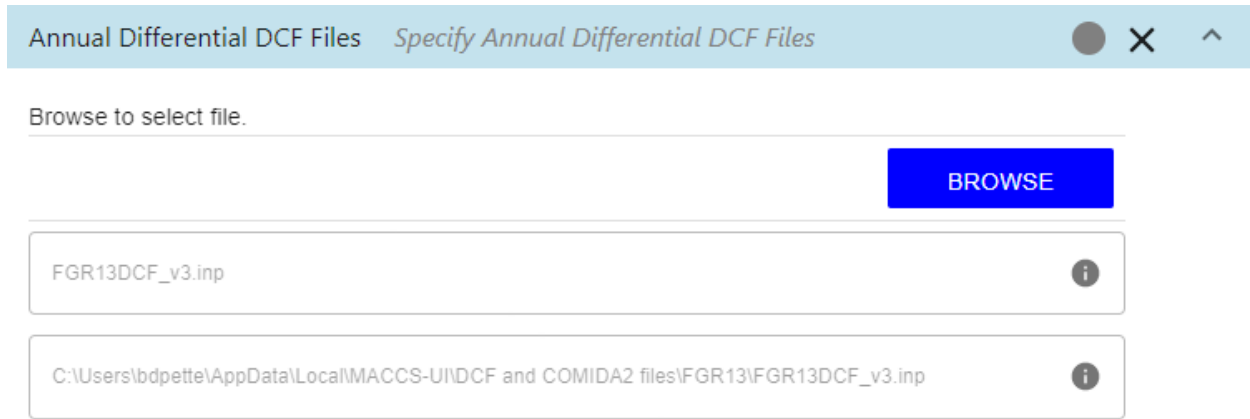 Annual Differential DCF Files Specify Annual Differential DCF Files
Browse to select file.
BROWSE
FGR13DCF_v3.inp
C:\Users\bdpette\AppData\Local\MACCS-UI\DCF and COMIDA2 files\FGR13\FGR13DCF_v3.inp